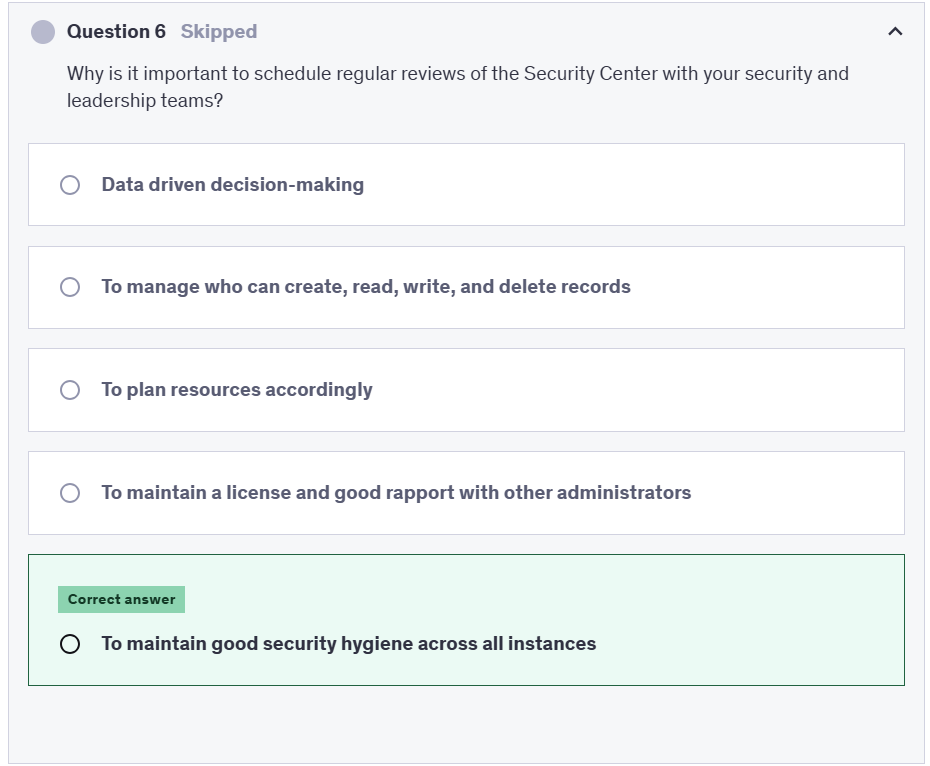 Question 6 Skipped
Why is it important to schedule regular reviews of the Security Center with your security and
leadership teams?
Data driven decision-making
To manage who can create, read, write, and delete records
To plan resources accordingly
To maintain a license and good rapport with other administrators
Correct answer
To maintain good security hygiene across all instances